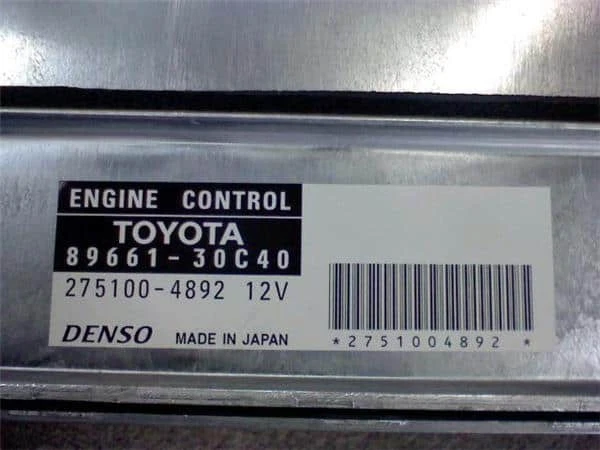 ENGINE CONTROL
TOYOTA
89661-30C40
275100-4892 12V
DENSO MADE IN JAPAN
*2751004892*